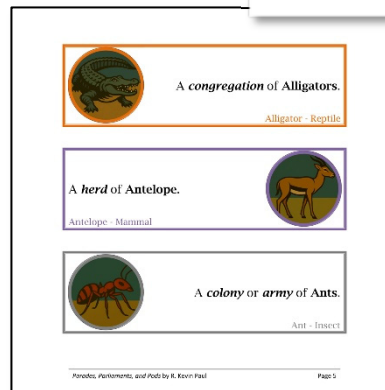 A congregation of Alligators.
Alligator - Reptile
A herd of Antelope.
Antelope - Mammal
A colony or army of Ants.
Ant - Insect
Parades, Parliaments, and Pods by R. Kevin Paul Page 5